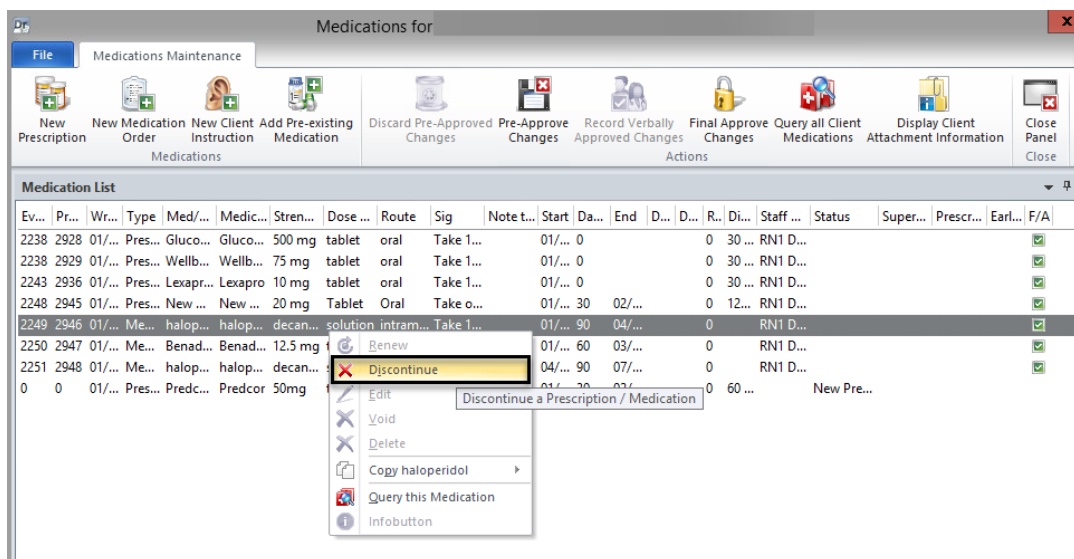 Dr
Medications for
x
File Medications Maintenance
New Prescription
New Medication Order
New Client Instruction
Add Pre-existing Medication
Discard Pre-Approved Changes
Pre-Approve Changes
Record Verbally Approved Changes
Final Approve Changes
Query all Client Medications
Display Client Attachment Information
Close Panel
Medications Actions Close
Medication List
Ev... Pr... Wr... Type Med/... Medic... Stren... Dose ... Route Sig Note t... Start Da... End D... D... R.. Di... Staff ... Status Super... Prescr... Earl... F/A
2238 2928 01/... Pres... Gluco... Gluco... 500 mg tablet oral Take 1... 01/... 0 0 30 ... RN1 D...
2238 2929 01/... Pres... Wellb... Wellb... 75 mg tablet oral Take 1... 01/... 0 0 30 ... RN1 D...
2243 2936 01/... Pres... Lexapr... Lexapro 10 mg tablet oral Take 1... 01/... 0 0 30 ... RN1 D...
2248 2945 01/... Pres... New ... New ... 20 mg Tablet Oral Take o... 01/... 30 02/... 0 12... RN1 D...
2249 2946 01/... Me... halop... halop... decan... solution intram... Take 1... 01/... 90 04/... 0 RN1 D...
2250 2947 01/... Me... Benad... Benad... 12.5 mg 01/... 60 03/... 0 RN1 D...
2251 2948 01/... Me... halop... halop... decan... 04/... 90 07/... 0 RN1 D...
0 0 01/... Pres... Predc... Predcor 50mg 0 60 ... New Pre...
Renew
Discontinue
Edit
Discontinue a Prescription / Medication
Void
Delete
Copy haloperidol
Query this Medication
Infobutton